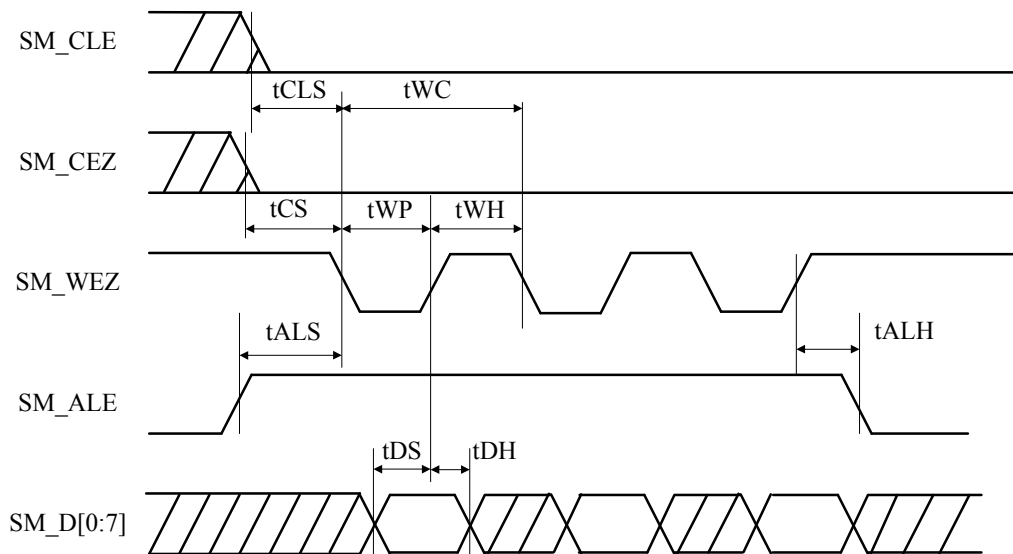 SM_CLE
tCLS
tWC
SM_CEZ
tCS
tWP
tWH
SM_WEZ
tALS
tALH
SM_ALE
tDS
tDH
SM_D[0:7]